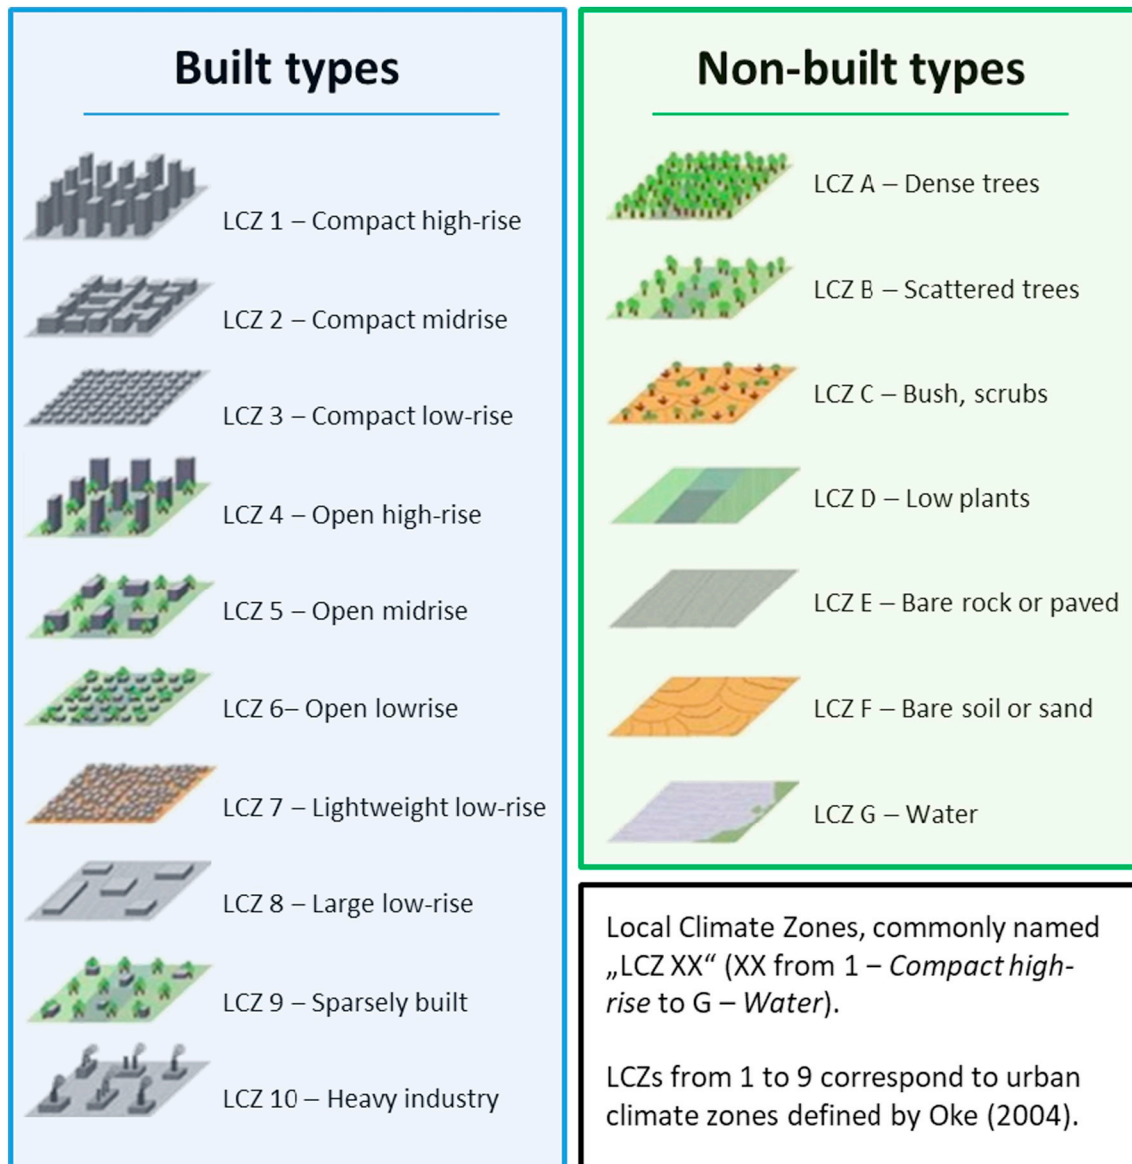 Built types
LCZ 1 – Compact high-rise
LCZ 2 – Compact midrise
LCZ 3 – Compact low-rise
LCZ 4 – Open high-rise
LCZ 5 – Open midrise
LCZ 6– Open lowrise
LCZ 7 – Lightweight low-rise
LCZ 8 – Large low-rise
LCZ 9 – Sparsely built
LCZ 10 – Heavy industry
Non-built types
LCZ A – Dense trees
LCZ B – Scattered trees
LCZ C – Bush, scrubs
LCZ D – Low plants
LCZ E – Bare rock or paved
LCZ F – Bare soil or sand
LCZ G – Water
Local Climate Zones, commonly named
„LCZ XX“ (XX from 1 – Compact high-
rise to G – Water).
LCZs from 1 to 9 correspond to urban
climate zones defined by Oke (2004).